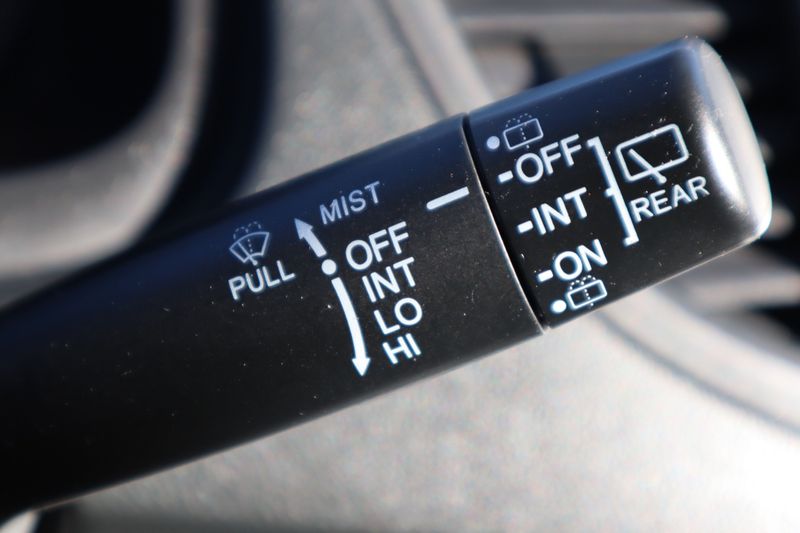 MIST
OFF
INT
LO
HI
PULL
-OFF
-INT
-ON
REAR